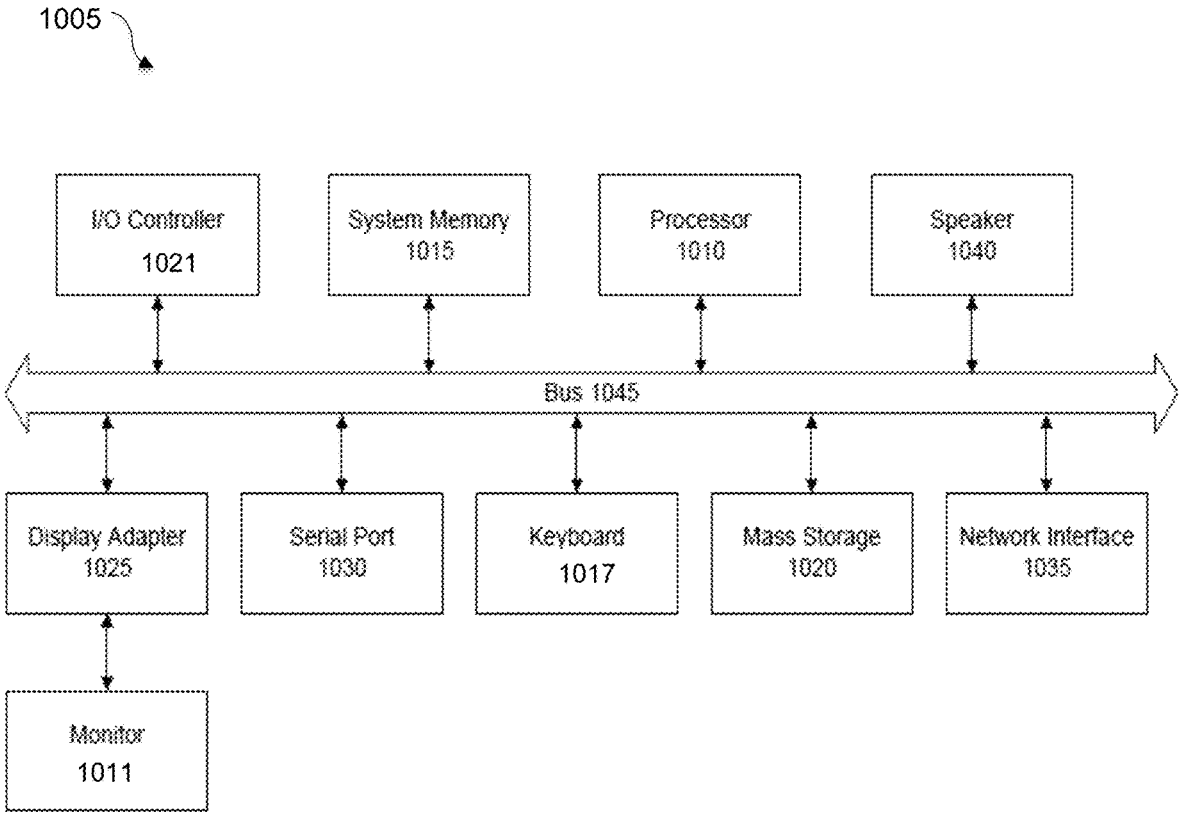 1005
I/O Controller
1021
System Memory
1015
Processor
1010
Speaker
1040
Bus 1045
Display Adapter
1025
Serial Port
1030
Keyboard
1017
Mass Storage
1020
Network Interface
1035
Monitor
1011